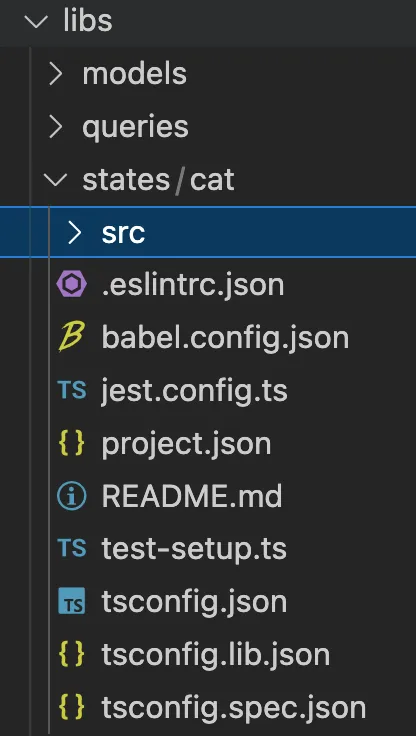 libs
models
queries
states/cat
src
.eslintrc.json
B babel.config.json
TS jest.config.ts
{} project.json
i README.md
TS test-setup.ts
TS tsconfig.json
{} tsconfig.lib.json
{} tsconfig.spec.json